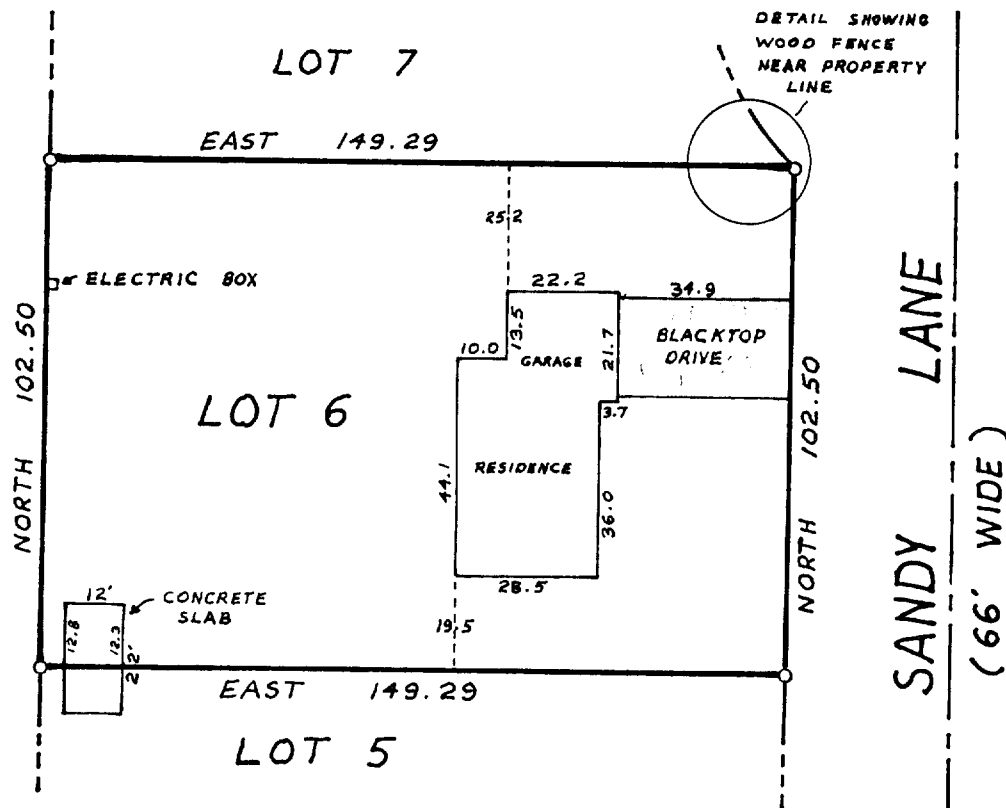 DETAIL SHOWING
WOOD FENCE
NEAR PROPERTY
LINE
LOT 7
EAST 149.29
25.2
ELECTRIC BOX
22.2
34.9
13.5
10.0
GARAGE
21.7
BLACKTOP
DRIVE
3.7
NORTH 102.50
LOT 6
44.1
RESIDENCE
36.0
28.5
NORTH 102.50
SANDY LANE
(66' WIDE)
12'
CONCRETE
SLAB
12.8
12.3
22'
19.5
EAST 149.29
LOT 5